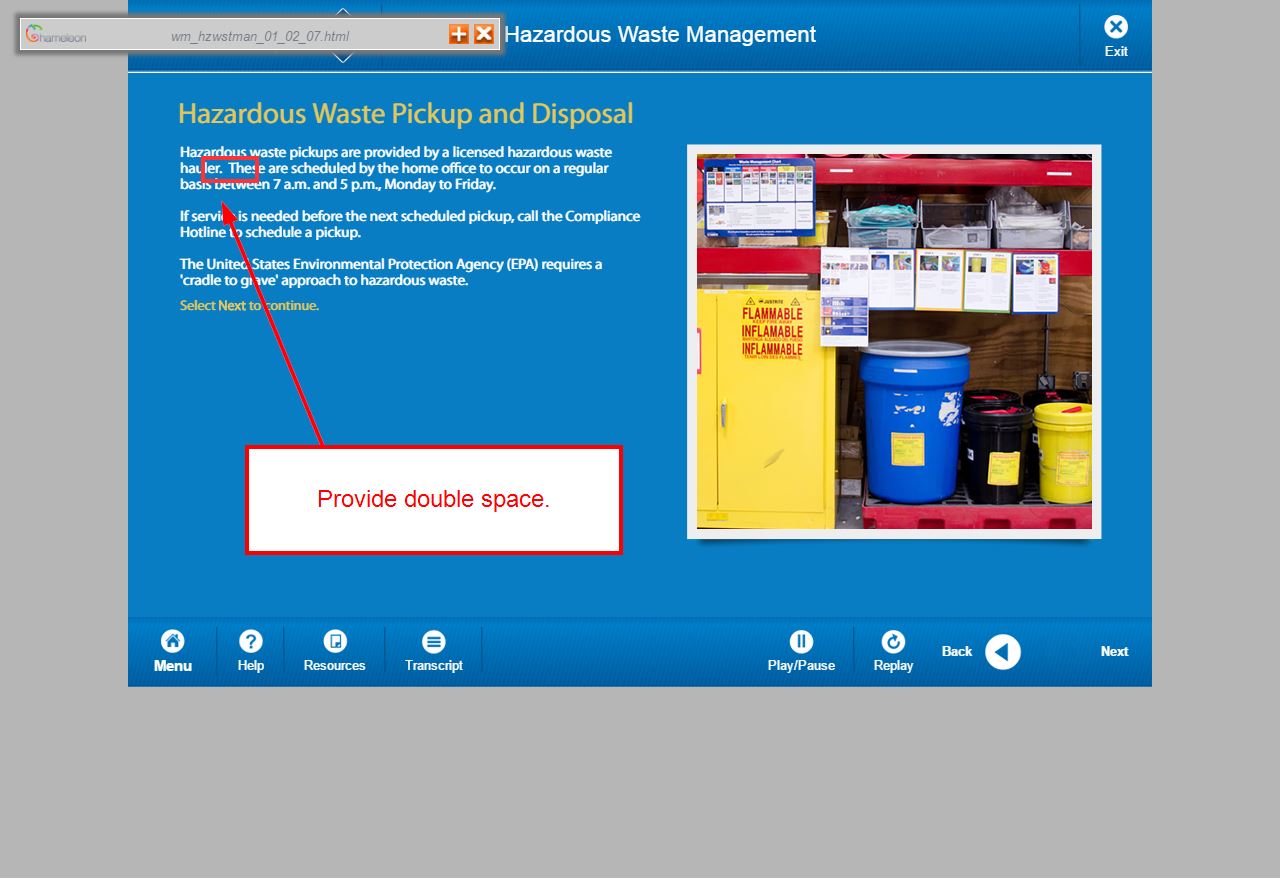 Chameleon
wm_hzwstman_01_02_07.html
Hazardous Waste Management
Exit
Hazardous Waste Pickup and Disposal
Hazardous waste pickups are provided by a licensed hazardous waste
hauler.  These are scheduled by the home office to occur on a regular
basis between 7 a.m. and 5 p.m., Monday to Friday.
If service is needed before the next scheduled pickup, call the Compliance
Hotline to schedule a pickup.
The United States Environmental Protection Agency (EPA) requires a
'cradle to grave' approach to hazardous waste.
Select Next to continue.
Provide double space.
Waste Management Chart
JUSTRITE
FLAMMABLE
KEEP FIRE AWAY
INFLAMABLE
INFLAMMABLE
Menu
Help
Resources
Transcript
Play/Pause
Replay
Back
Next